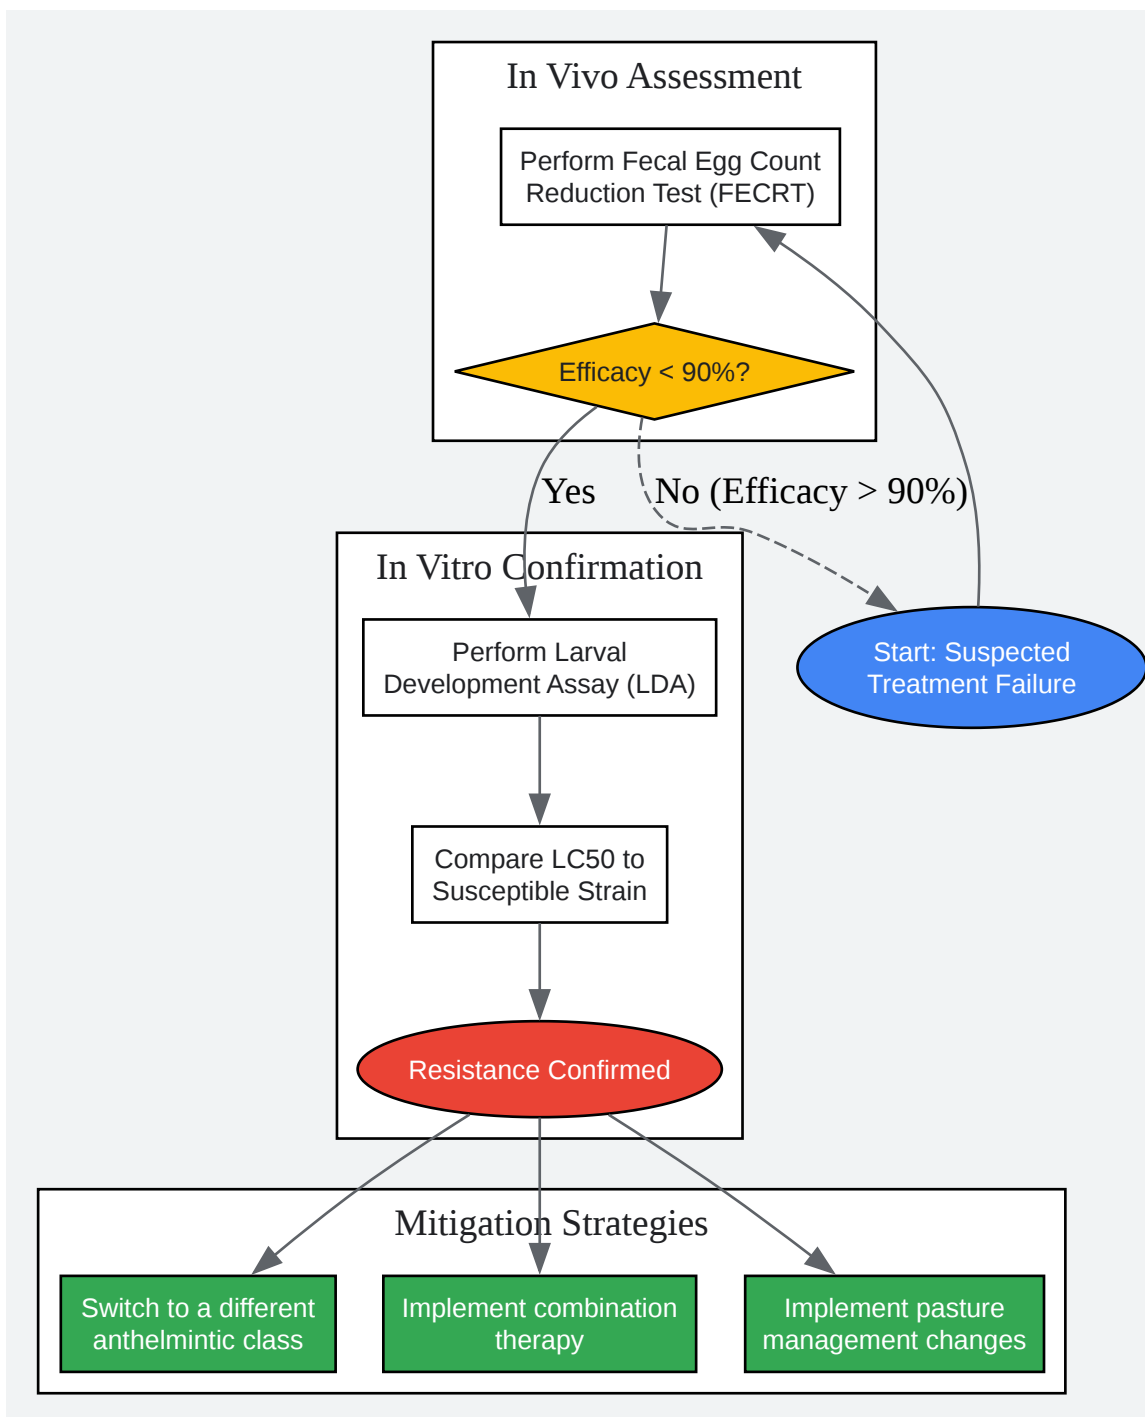 In Vivo Assessment
Perform Fecal Egg Count
Reduction Test (FECRT)
Efficacy < 90%?
Yes
No (Efficacy > 90%)
In Vitro Confirmation
Perform Larval
Development Assay (LDA)
Start: Suspected
Treatment Failure
Compare LC50 to
Susceptible Strain
Resistance Confirmed
Mitigation Strategies
Switch to a different
anthelmintic class
Implement combination
therapy
Implement pasture
management changes